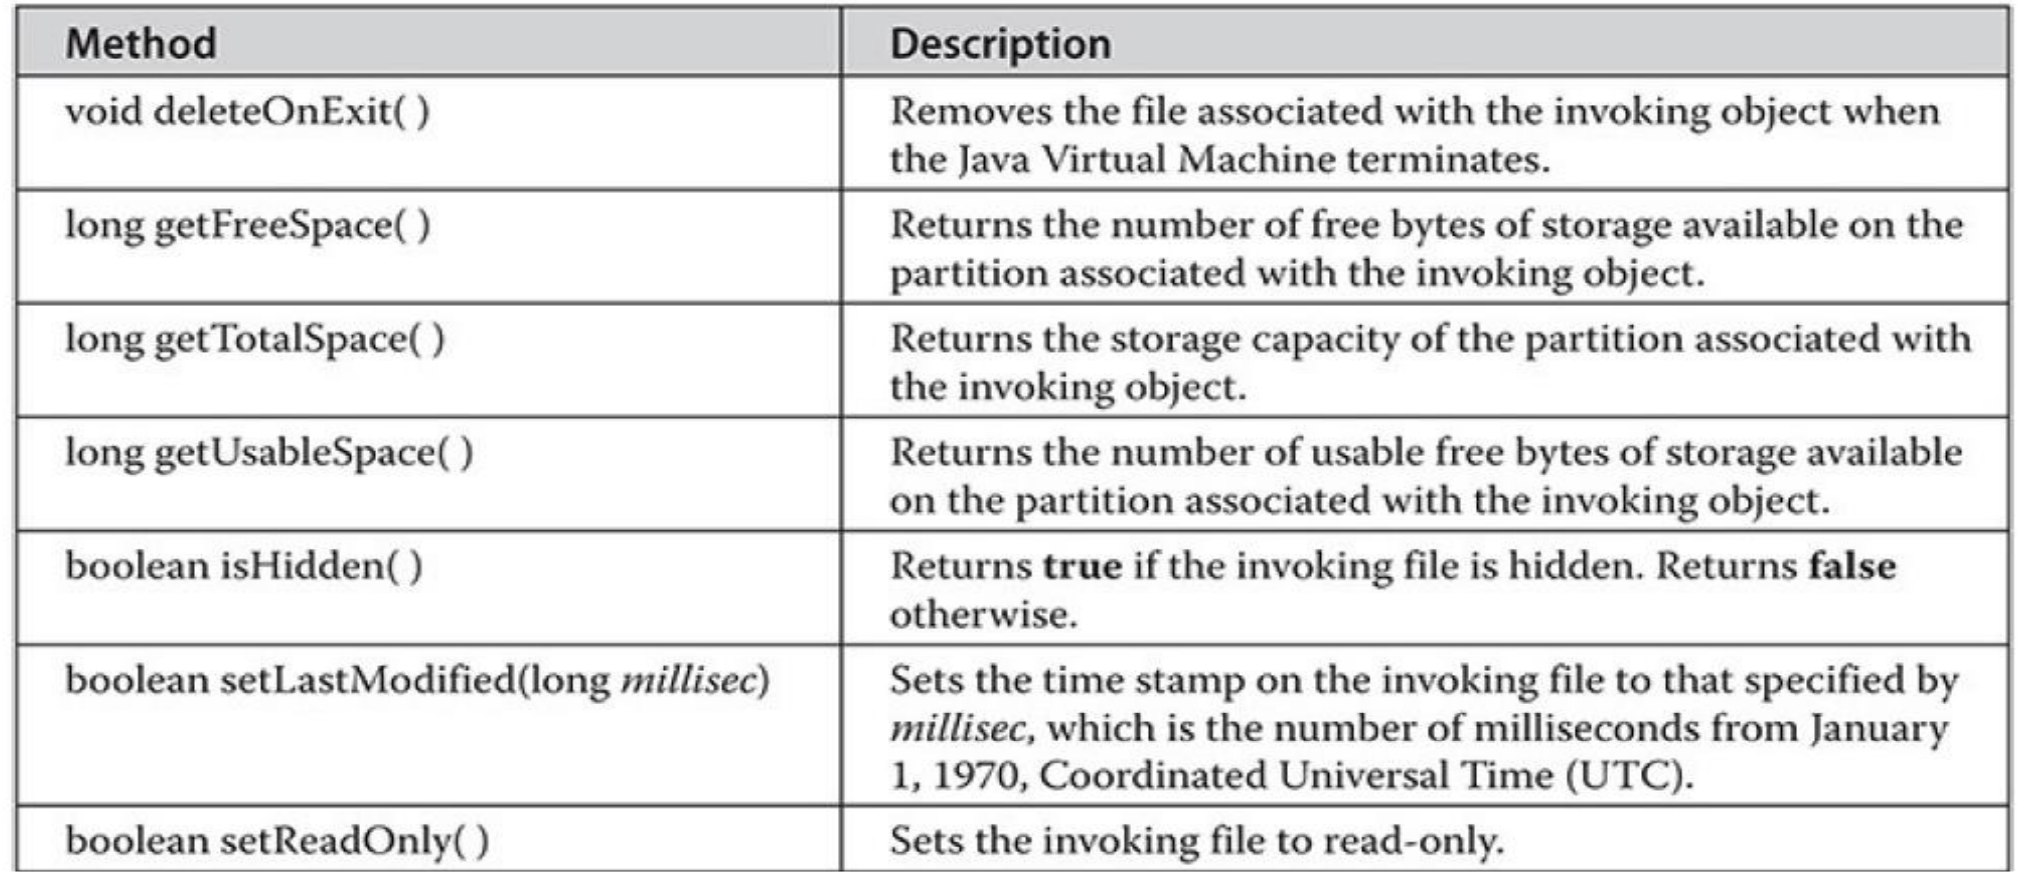 Method
Description
void deleteOnExit( )
Removes the file associated with the invoking object when
the Java Virtual Machine terminates.
long getFreeSpace( )
Returns the number of free bytes of storage available on the
partition associated with the invoking object.
long getTotalSpace( )
Returns the storage capacity of the partition associated with
the invoking object.
long getUsableSpace( )
Returns the number of usable free bytes of storage available
on the partition associated with the invoking object.
boolean isHidden( )
Returns true if the invoking file is hidden. Returns false
otherwise.
boolean setLastModified(long millisec)
Sets the time stamp on the invoking file to that specified by
millisec, which is the number of milliseconds from January
1, 1970, Coordinated Universal Time (UTC).
boolean setReadOnly( )
Sets the invoking file to read-only.